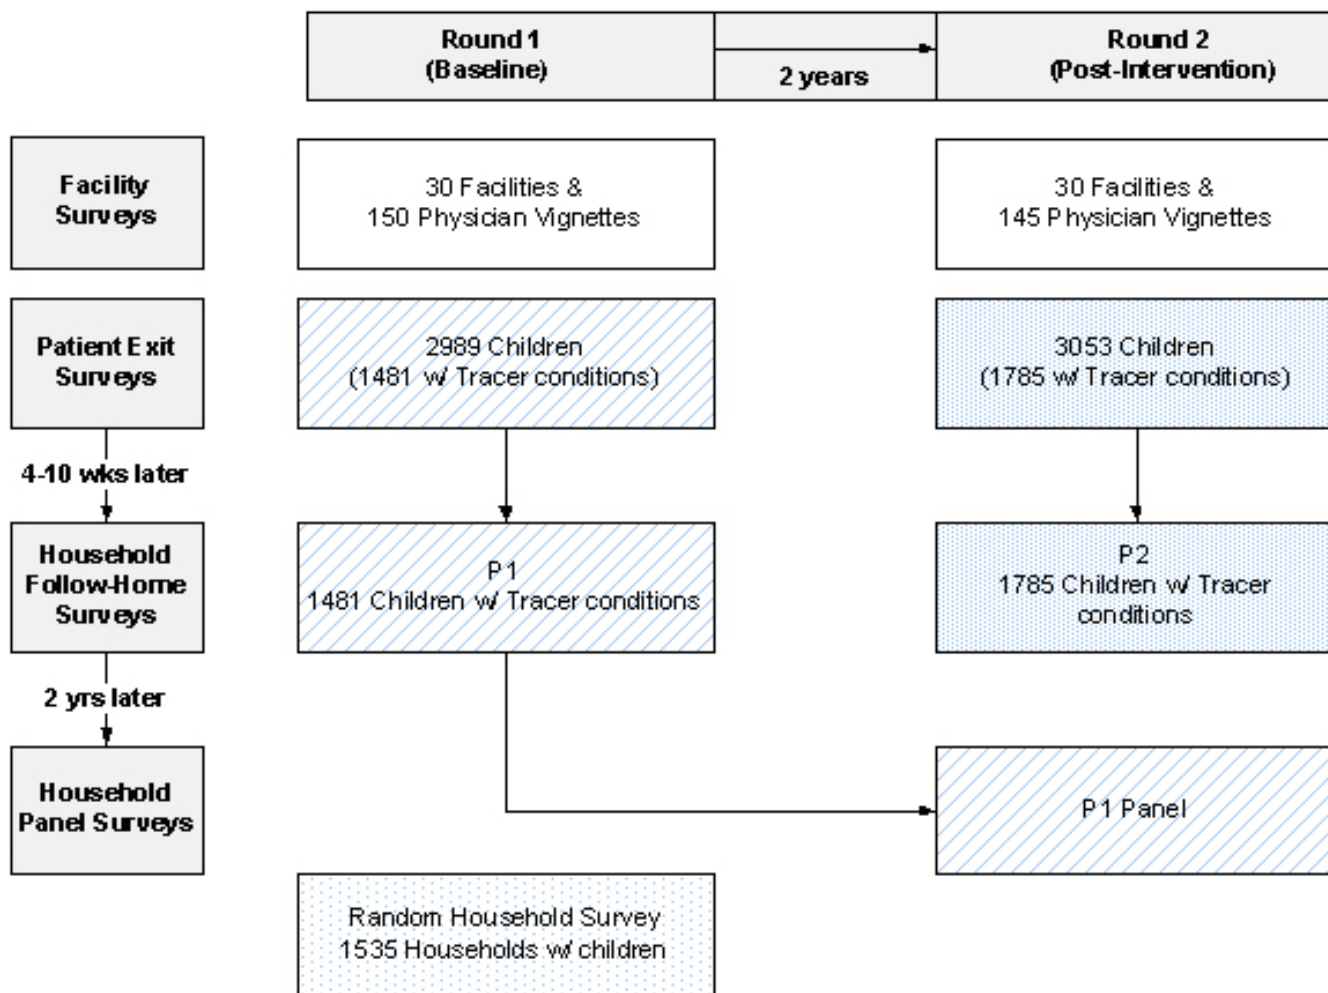 Round 1
(Baseline)
2 years
Round 2
(Post-Intervention)
Facility
Surveys
30 Facilities &
150 Physician Vignettes
30 Facilities &
145 Physician Vignettes
Patient Exit
Surveys
2989 Children
(1481 w/ Tracer conditions)
3053 Children
(1785 w/ Tracer conditions)
4-10 wks later
Household
Follow-Home
Surveys
P1
1481 Children w/ Tracer conditions
P2
1785 Children w/ Tracer
conditions
2 yrs later
Household
Panel Surveys
P1 Panel
Random Household Survey
1535 Households w/ children